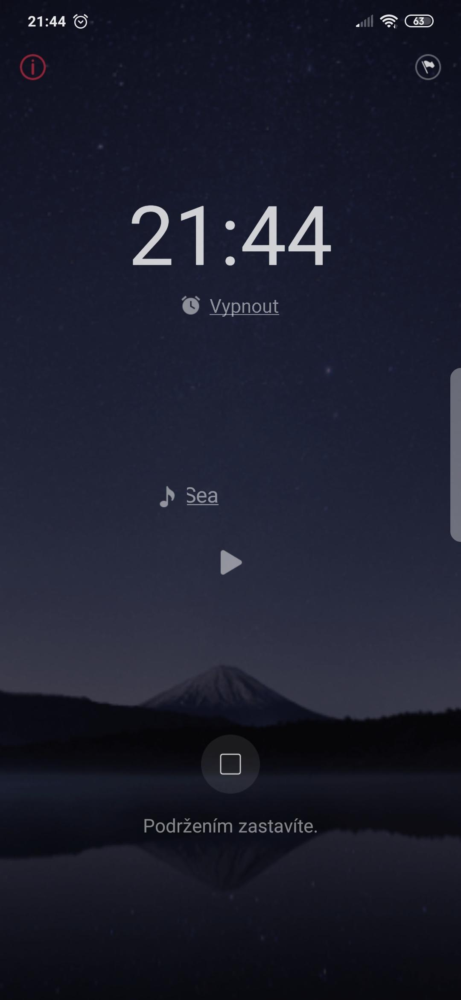 21:44
63
21:44
Vypnout
Sea
Podržením zastavíte.